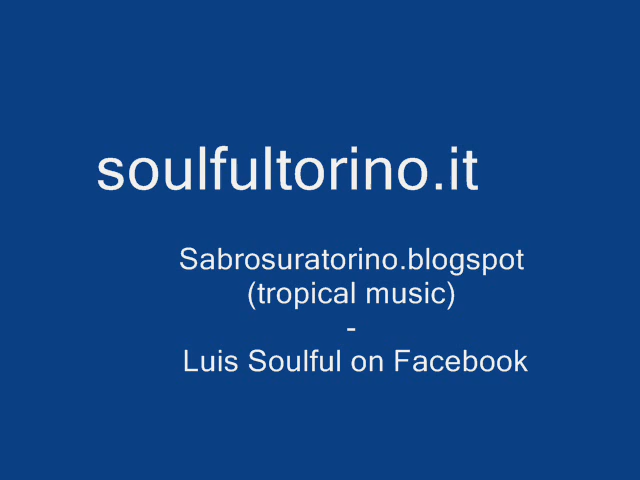 soulfultorino.it
Sabrosuratorino.blogspot
(tropical music)
-
Luis Soulful on Facebook